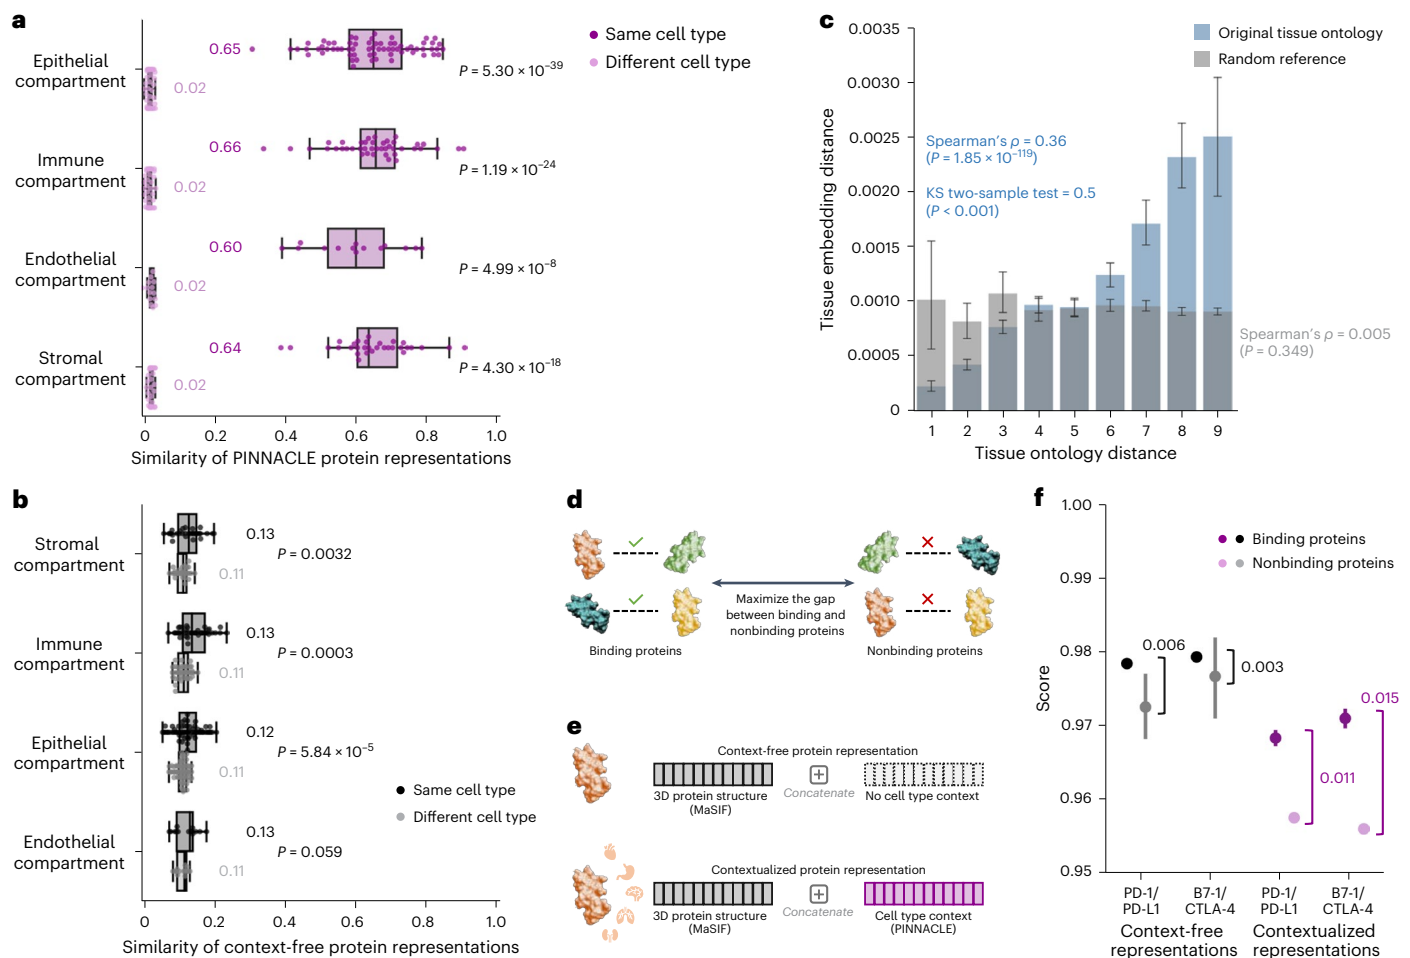 a
Epithelial
compartment
0.65
0.02
P = 5.30 × 10⁻³⁹
Same cell type
Different cell type
Immune
compartment
0.66
0.02
P = 1.19 × 10⁻²⁴
Endothelial
compartment
0.60
0.02
P = 4.99 × 10⁻⁸
Stromal
compartment
0.64
0.02
P = 4.30 × 10⁻¹⁸
0 0.2 0.4 0.6 0.8 1.0
Similarity of PINNACLE protein representations
b
Stromal
compartment
0.13
P = 0.0032
0.11
Immune
compartment
0.13
P = 0.0003
0.11
Epithelial
compartment
0.12
P = 5.84 × 10⁻⁵
0.11
Same cell type
Different cell type
Endothelial
compartment
0.13
P = 0.059
0.11
0 0.2 0.4 0.6 0.8 1.0
Similarity of context-free protein representations
c
Original tissue ontology
Random reference
Tissue embedding distance
0.0035
0.0030
0.0025
0.0020
0.0015
0.0010
0.0005
0
Spearman's ρ = 0.36
(P = 1.85 × 10⁻¹¹⁹)
KS two-sample test = 0.5
(P < 0.001)
Spearman's ρ = 0.005
(P = 0.349)
1 2 3 4 5 6 7 8 9
Tissue ontology distance
d
Maximize the gap
between binding and
nonbinding proteins
Binding proteins
Nonbinding proteins
e
Context-free protein representation
3D protein structure
(MaSIF)
Concatenate
No cell type context
Contextualized protein representation
3D protein structure
(MaSIF)
Concatenate
Cell type context
(PINNACLE)
f
Score
1.00
0.99
0.98
0.97
0.96
0.95
Binding proteins
Nonbinding proteins
0.006
0.003
0.011
0.015
PD-1/
PD-L1
B7-1/
CTLA-4
PD-1/
PD-L1
B7-1/
CTLA-4
Context-free
representations
Contextualized
representations